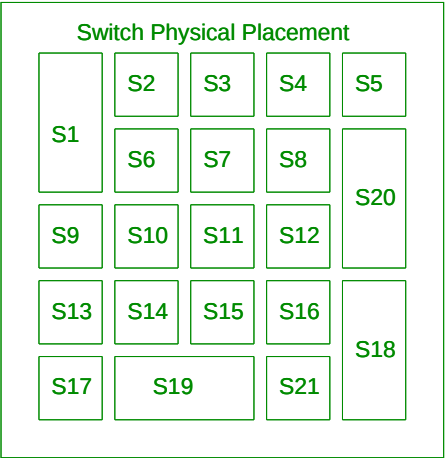 Switch Physical Placement
S1 S2 S3 S4 S5
S6 S7 S8
S20
S9 S10 S11 S12
S13 S14 S15 S16
S18
S17 S19 S21